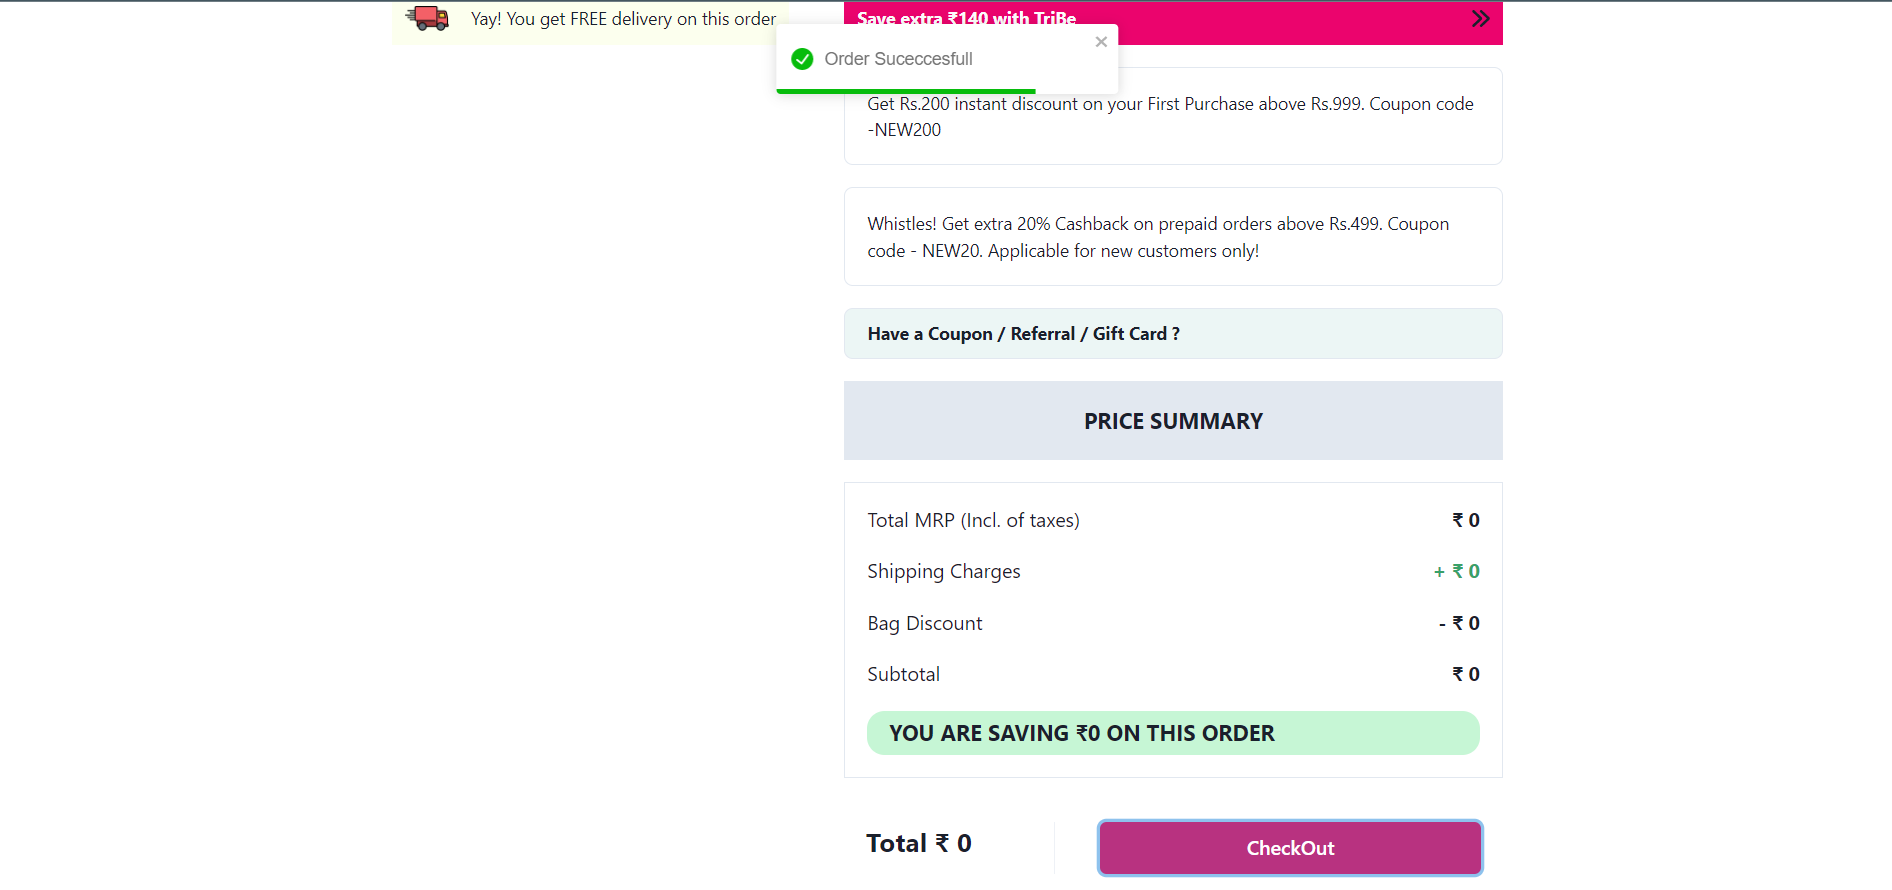 Yay! You get FREE delivery on this order
Save extra ₹140 with TriBe
Order Suceccesfull
Get Rs.200 instant discount on your First Purchase above Rs.999. Coupon code
-NEW200
Whistles! Get extra 20% Cashback on prepaid orders above Rs.499. Coupon
code - NEW20. Applicable for new customers only!
Have a Coupon / Referral / Gift Card ?
PRICE SUMMARY
Total MRP (Incl. of taxes) ₹ 0
Shipping Charges + ₹ 0
Bag Discount - ₹ 0
Subtotal ₹ 0
YOU ARE SAVING ₹0 ON THIS ORDER
Total ₹ 0
CheckOut